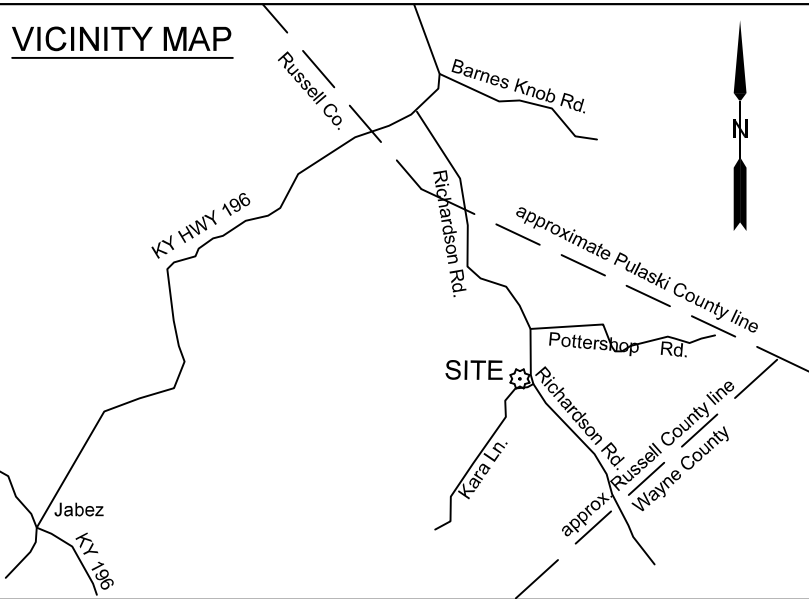 VICINITY MAP
Russell Co.
Barnes Knob Rd.
N
KY HWY 196
Richardson Rd.
approximate Pulaski County line
Pottershop Rd.
SITE
Richardson Rd.
approx. Russell County line
Wayne County
Kara Ln.
Jabez
KY 196